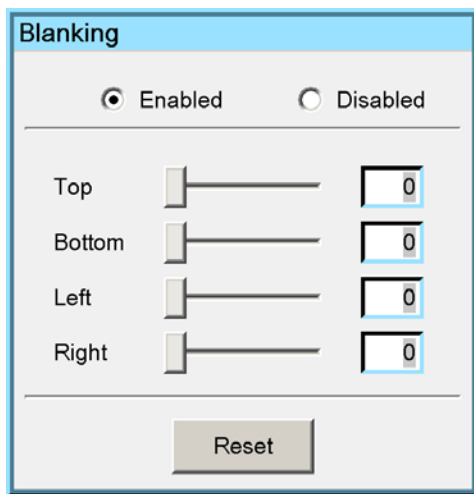 Blanking
Enabled Disabled
Top 0
Bottom 0
Left 0
Right 0
Reset